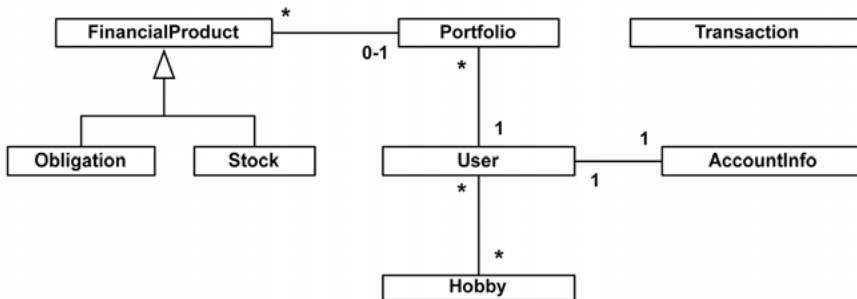 *
FinancialProduct
Portfolio
Transaction
0-1
*
1
1
Obligation
Stock
User
AccountInfo
1
*
*
Hobby